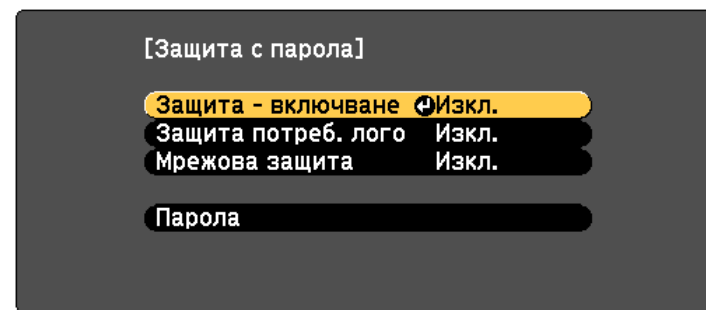 [Защита с парола]
Защита - включване Изкл.
Защита потреб. лого Изкл.
Мрежова защита Изкл.
Парола